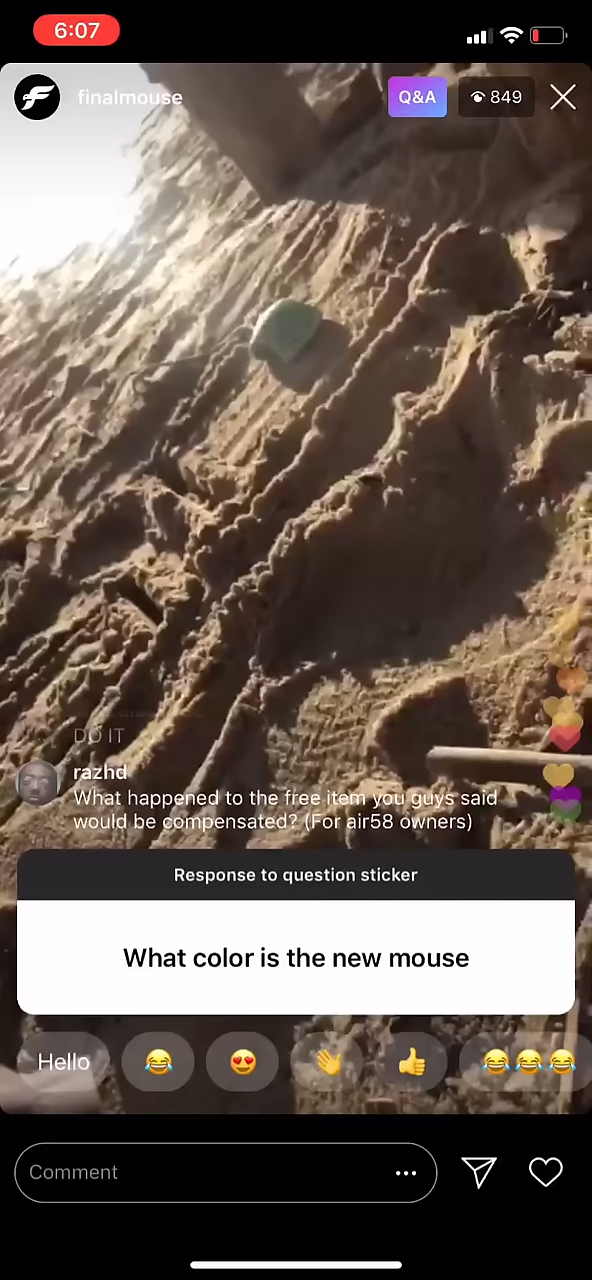 6:07
finalmouse
Q&A
849
DO IT
razhd
What happened to the free item you guys said
would be compensated? (For air58 owners)
Response to question sticker
What color is the new mouse
Hello
Comment